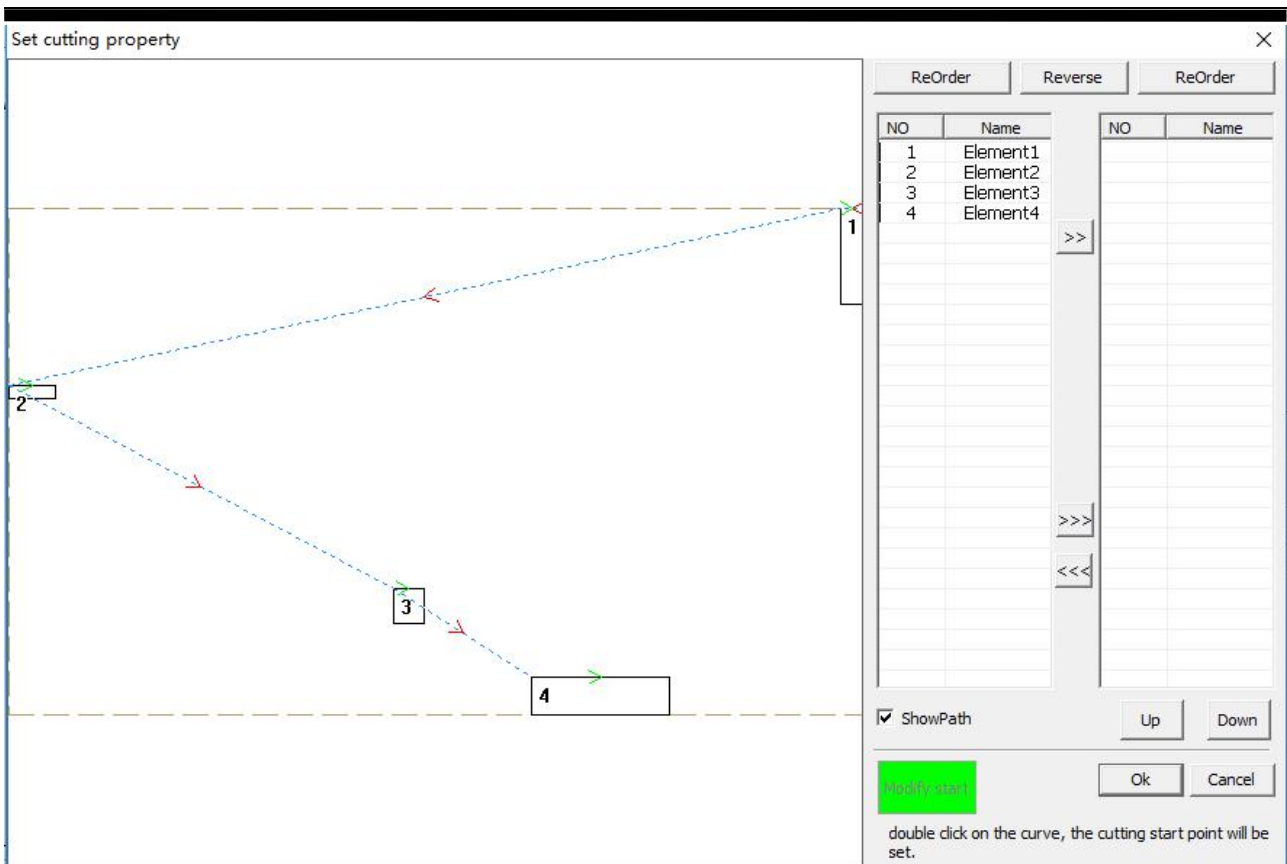 Set cutting property
ReOrder Reverse ReOrder
NO Name NO Name
1 Element1
2 Element2
3 Element3
4 Element4
>>
>>>
<<<
1
2
3
4
ShowPath Up Down
Modify start Ok Cancel
double click on the curve, the cutting start point will be
set.